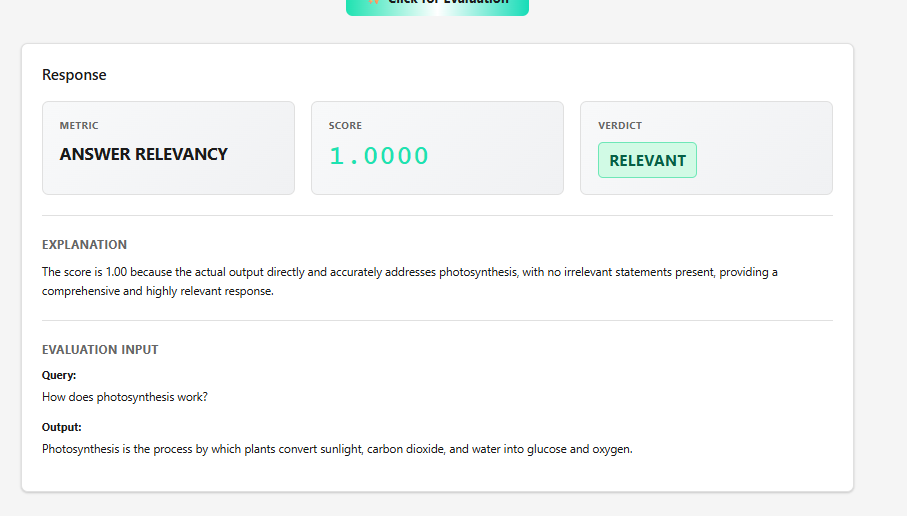 Click for Evaluation
Response
METRIC
ANSWER RELEVANCY
SCORE
1.0000
VERDICT
RELEVANT
EXPLANATION
The score is 1.00 because the actual output directly and accurately addresses photosynthesis, with no irrelevant statements present, providing a
comprehensive and highly relevant response.
EVALUATION INPUT
Query:
How does photosynthesis work?
Output:
Photosynthesis is the process by which plants convert sunlight, carbon dioxide, and water into glucose and oxygen.